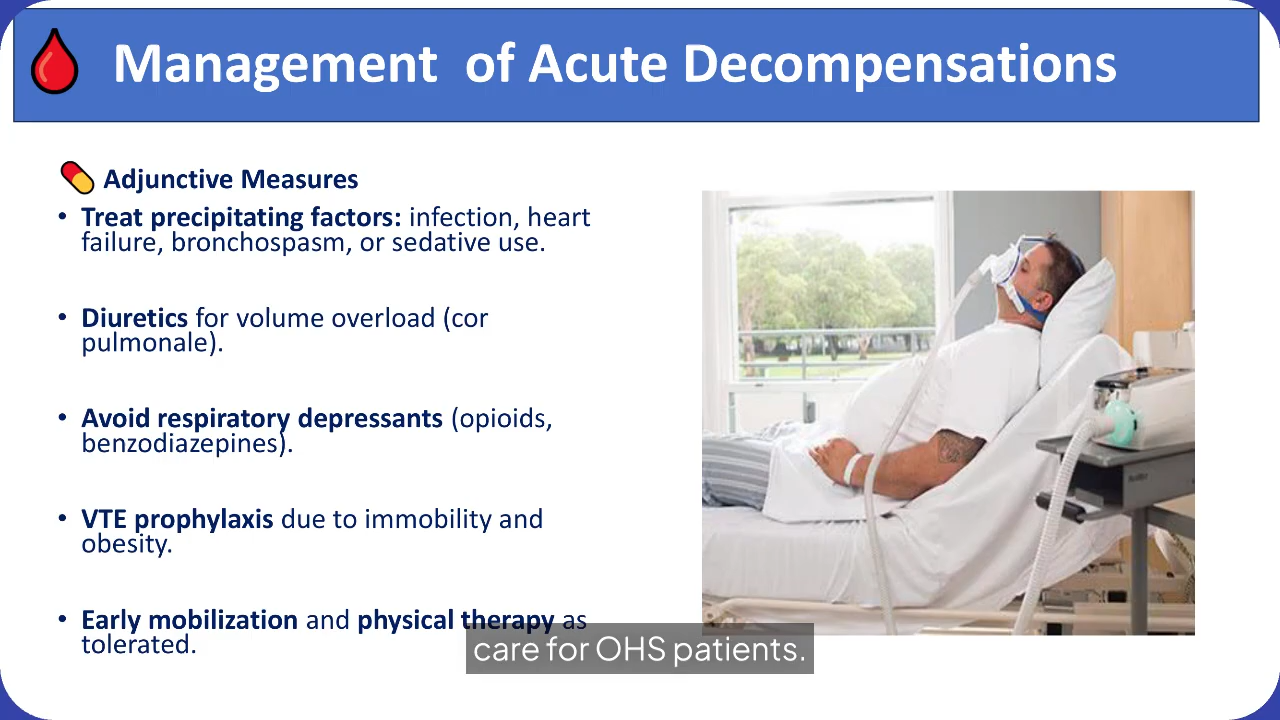 Management of Acute Decompensations
Adjunctive Measures
• Treat precipitating factors: infection, heart
failure, bronchospasm, or sedative use.
• Diuretics for volume overload (cor
pulmonale).
• Avoid respiratory depressants (opioids,
benzodiazepines).
• VTE prophylaxis due to immobility and
obesity.
• Early mobilization and physical therapy as
tolerated.
care for OHS patients.